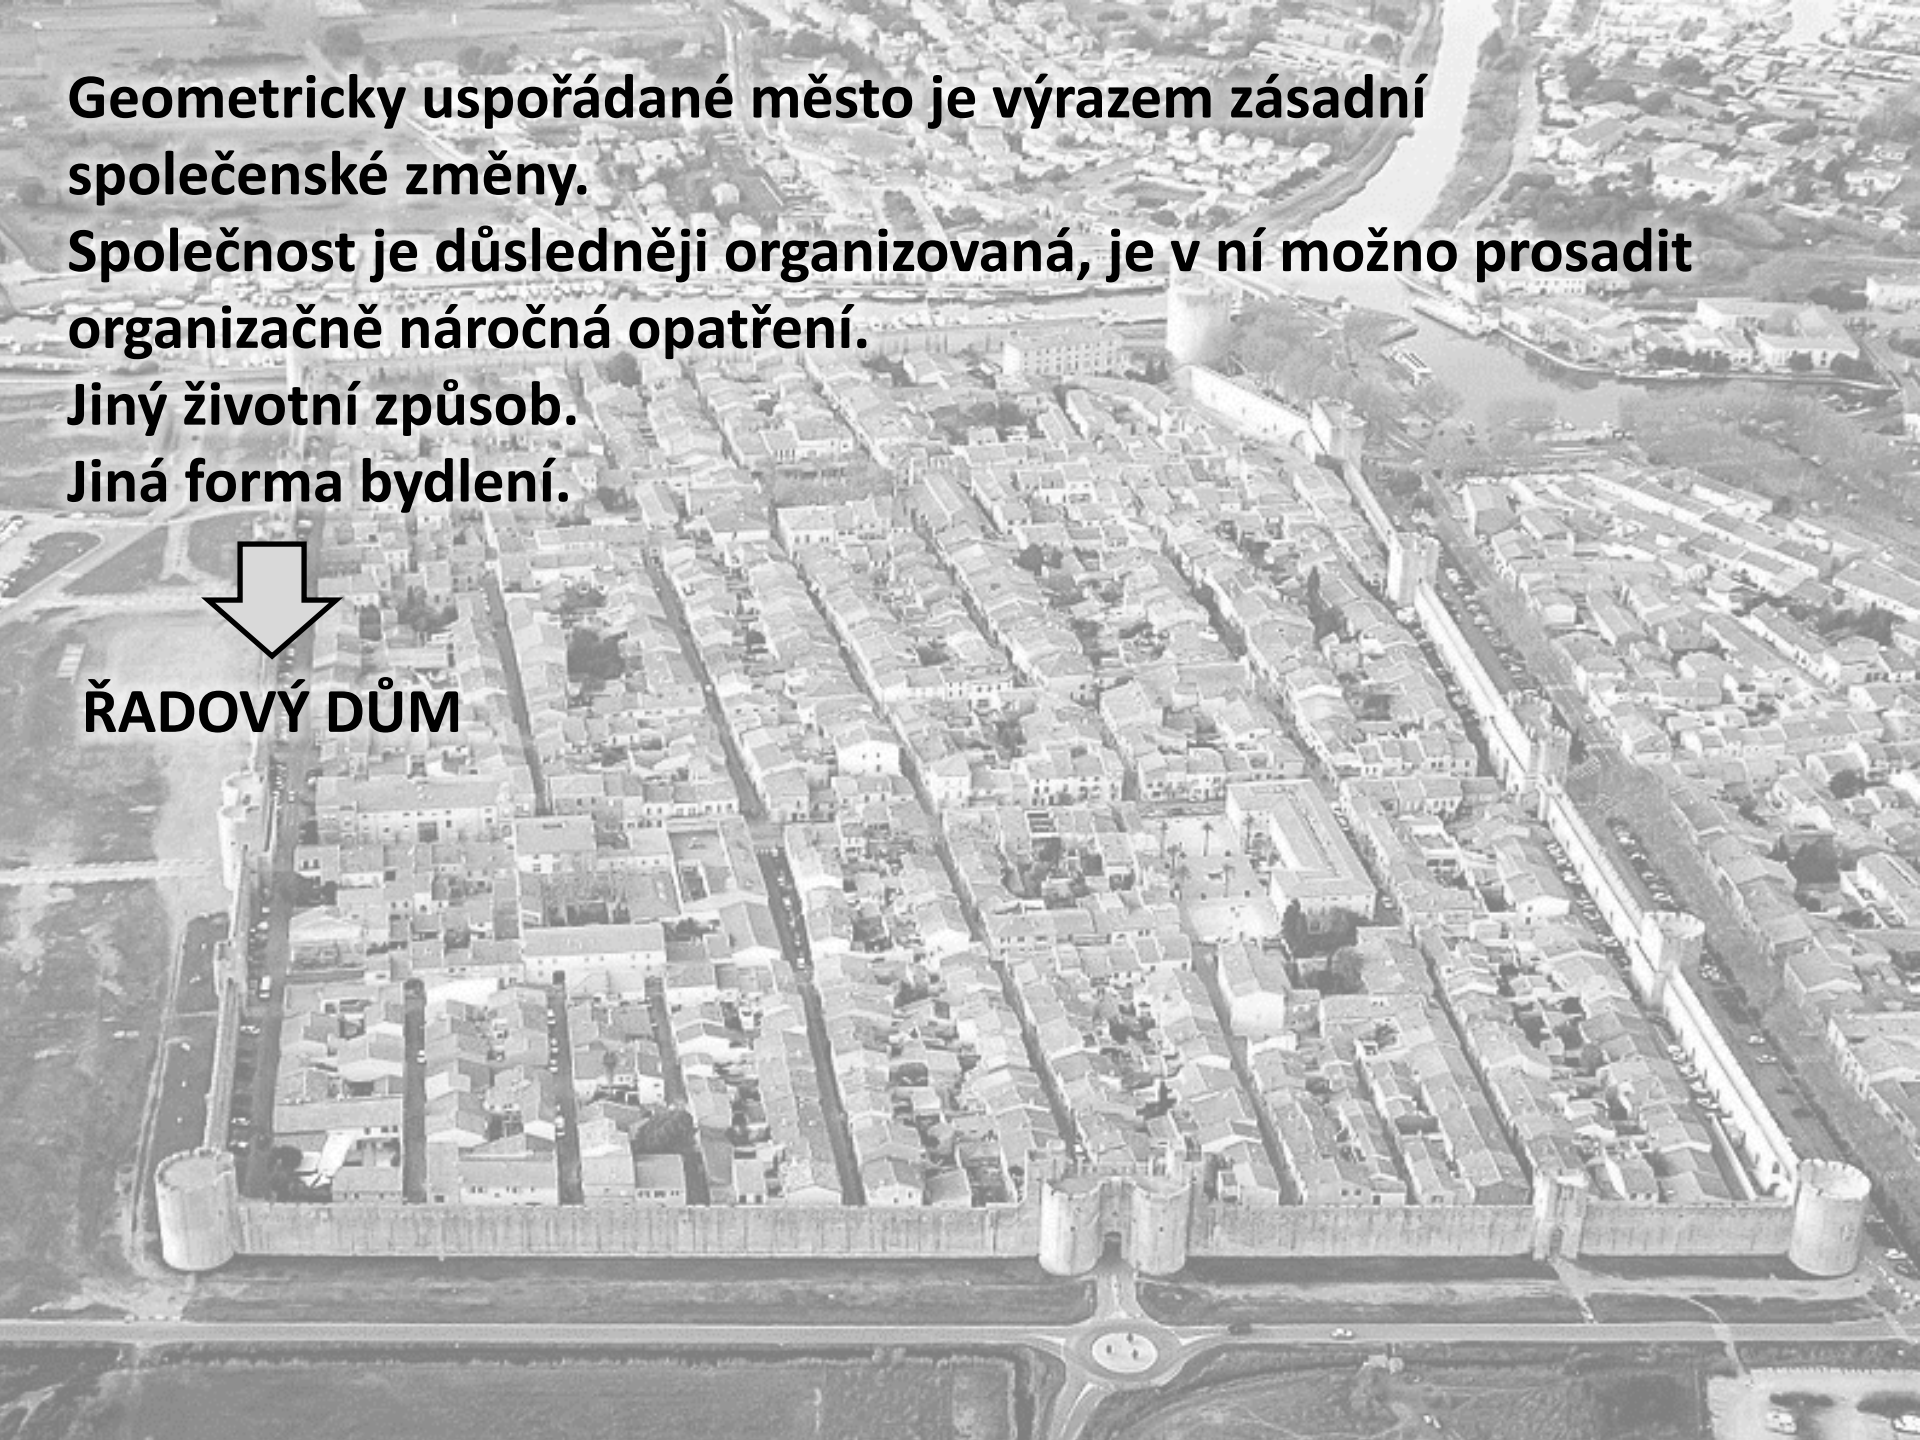 Geometricky uspořádané město je výrazem zásadní
společenské změny.
Společnost je důsledněji organizovaná, je v ní možno prosadit
organizačně náročná opatření.
Jiný životní způsob.
Jiná forma bydlení.
ŘADOVÝ DŮM